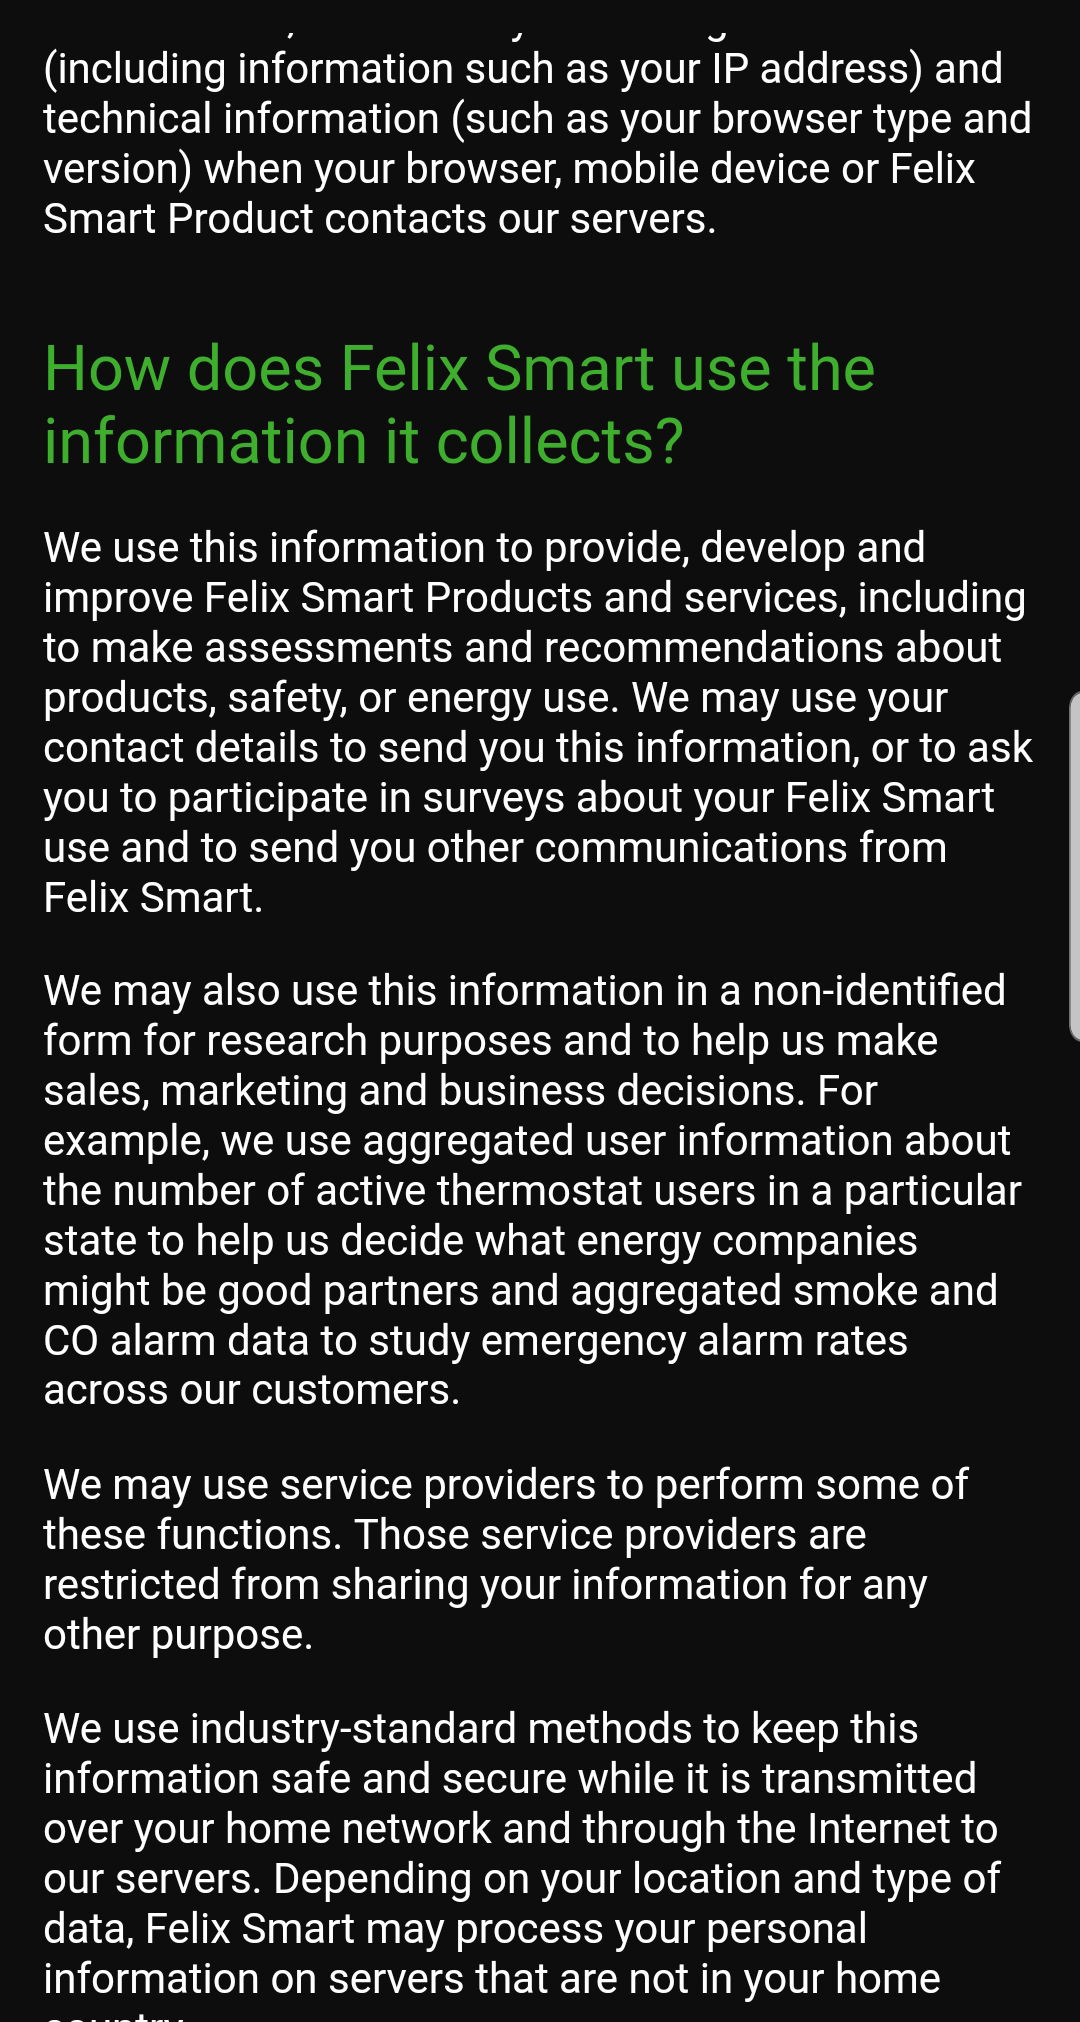 (including information such as your IP address) and
technical information (such as your browser type and
version) when your browser, mobile device or Felix
Smart Product contacts our servers.
How does Felix Smart use the
information it collects?
We use this information to provide, develop and
improve Felix Smart Products and services, including
to make assessments and recommendations about
products, safety, or energy use. We may use your
contact details to send you this information, or to ask
you to participate in surveys about your Felix Smart
use and to send you other communications from
Felix Smart.
We may also use this information in a non-identified
form for research purposes and to help us make
sales, marketing and business decisions. For
example, we use aggregated user information about
the number of active thermostat users in a particular
state to help us decide what energy companies
might be good partners and aggregated smoke and
CO alarm data to study emergency alarm rates
across our customers.
We may use service providers to perform some of
these functions. Those service providers are
restricted from sharing your information for any
other purpose.
We use industry-standard methods to keep this
information safe and secure while it is transmitted
over your home network and through the Internet to
our servers. Depending on your location and type of
data, Felix Smart may process your personal
information on servers that are not in your home